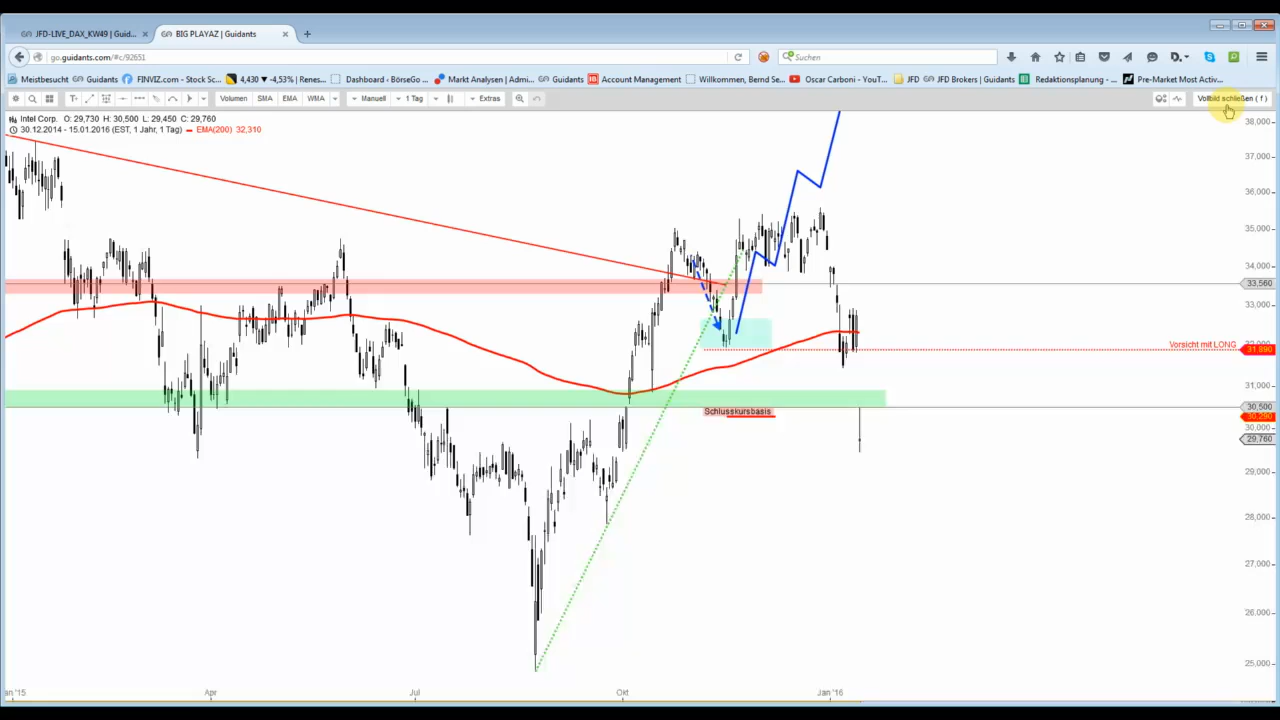 JFD-LIVE_DAX_KW49 | Guid... BIG PLAYAZ | Guidants
go.guidants.com/#c/92651 Suchen
Meistbesucht Guidants FINVIZ.com - Stock Sc... 4,430 ▼ -4,53% | Renes... Dashboard ‹ BörseGo ... Markt Analysen | Admi... Guidants Account Management Willkommen, Bernd Se... Oscar Carboni - YouT... JFD JFD Brokers | Guidants Redaktionsplanung - ... Pre-Market Most Activ...
Volumen SMA EMA WMA Manuell 1 Tag Extras Vollbild schließen ( f )
Intel Corp. O: 29,730 H: 30,500 L: 29,450 C: 29,760
30.12.2014 - 15.01.2016 (EST, 1 Jahr, 1 Tag) EMA(200) 32,310
38,000
37,000
36,000
35,000
34,000
33,560
33,000
Vorsicht mit LONG
31,890
31,000
30,500
Schlusskursbasis
30,290
30,000
29,760
29,000
28,000
27,000
26,000
25,000
an '15 Apr Jul Okt Jan '16